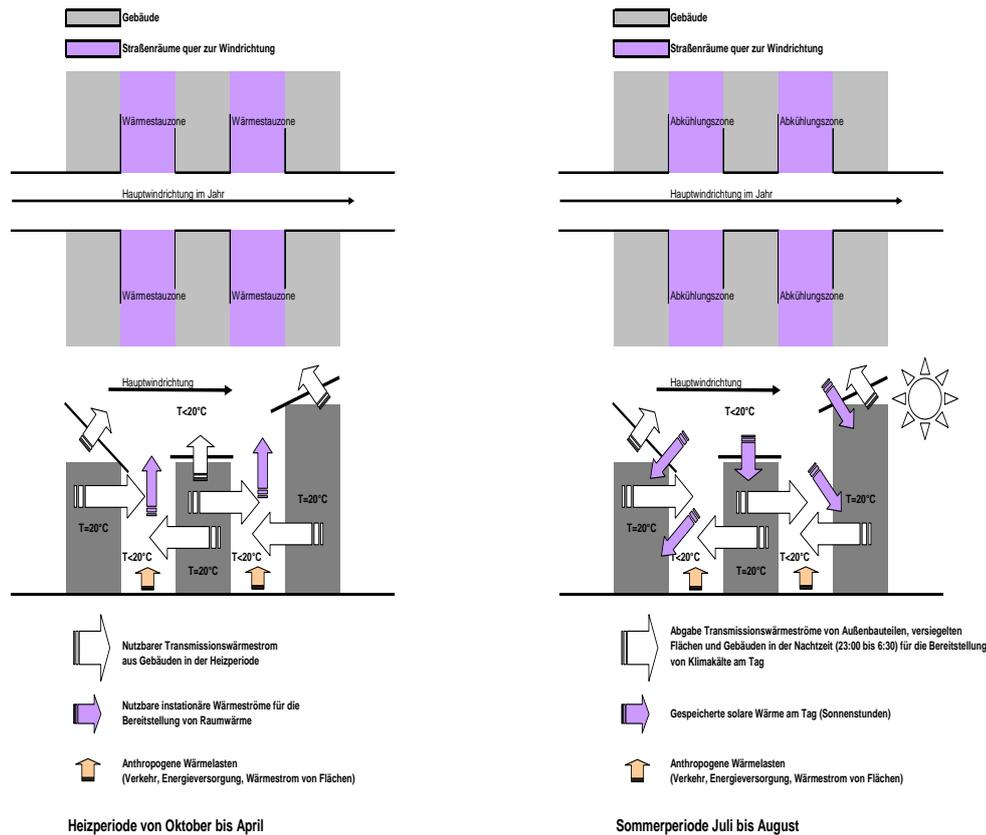 Gebäude
Straßenräume quer zur Windrichtung
Wärmestauzone Wärmestauzone
Hauptwindrichtung im Jahr
Wärmestauzone Wärmestauzone
Hauptwindrichtung
T<20°C
T=20°C
T=20°C
T<20°C
T<20°C
T=20°C
Nutzbarer Transmissionswärmestrom
aus Gebäuden in der Heizperiode
Nutzbare instationäre Wärmeströme für die
Bereitstellung von Raumwärme
Anthropogene Wärmelasten
(Verkehr, Energieversorgung, Wärmestrom von Flächen)
Heizperiode von Oktober bis April
Gebäude
Straßenräume quer zur Windrichtung
Abkühlungszone Abkühlungszone
Hauptwindrichtung im Jahr
Abkühlungszone Abkühlungszone
Hauptwindrichtung
T<20°C
T=20°C
T=20°C
T<20°C
T<20°C
T=20°C
Abgabe Transmissionswärmeströme von Außenbauteilen, versiegelten
Flächen und Gebäuden in der Nachtzeit (23:00 bis 6:30) für die Bereitstellung
von Klimakälte am Tag
Gespeicherte solare Wärme am Tag (Sonnenstunden)
Anthropogene Wärmelasten
(Verkehr, Energieversorgung, Wärmestrom von Flächen)
Sommerperiode Juli bis August